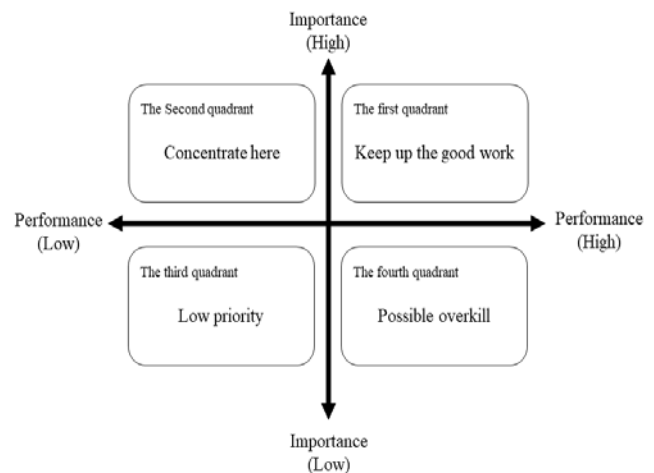 Importance
(High)
The Second quadrant
Concentrate here
The first quadrant
Keep up the good work
Performance
(Low)
Performance
(High)
The third quadrant
Low priority
The fourth quadrant
Possible overkill
Importance
(Low)